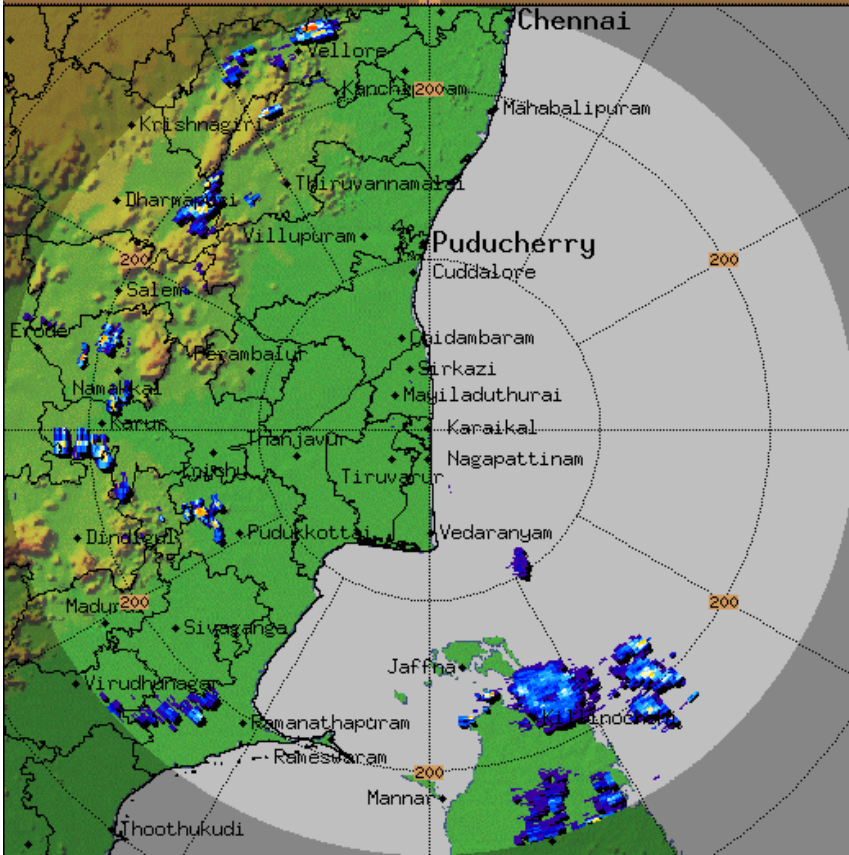 Chennai
Vellore
200
Mahabalipuram
Krishnagiri
Thiruvannamalai
Dharmapuri
Villupuram
Puducherry
200
200
Cuddalore
Salem
Erode
Chidambaram
Perambalur
Sirkazi
Namakkal
Mayiladuthurai
Karur
Karaikal
Thanjavur
Nagapattinam
Tiruvarur
Dindigul
Pudukkottai
Vedaranyam
200
200
Madurai
Sivaganga
Jaffna
Virudhunagar
Ramanathapuram
Rameswaram
200
Mannar
Thoothukudi